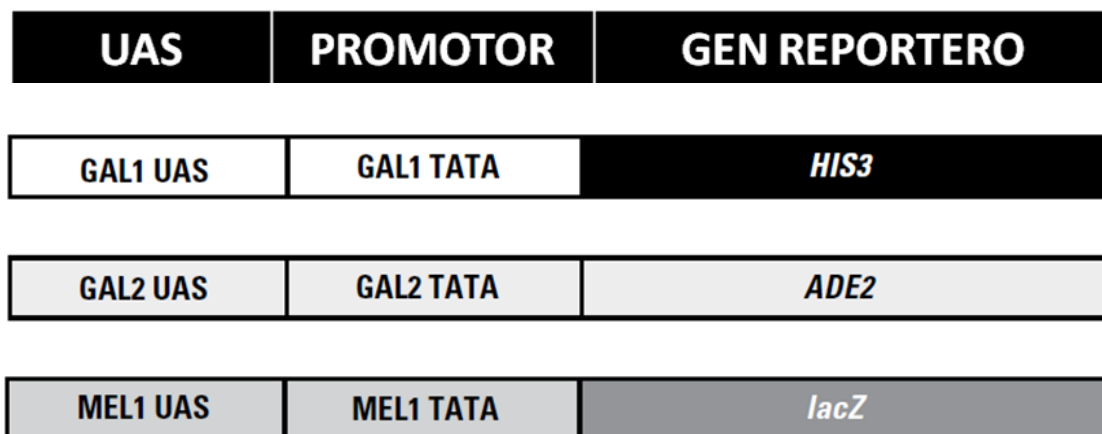 UAS PROMOTOR GEN REPORTERO
GAL1 UAS GAL1 TATA HIS3
GAL2 UAS GAL2 TATA ADE2
MEL1 UAS MEL1 TATA lacZ